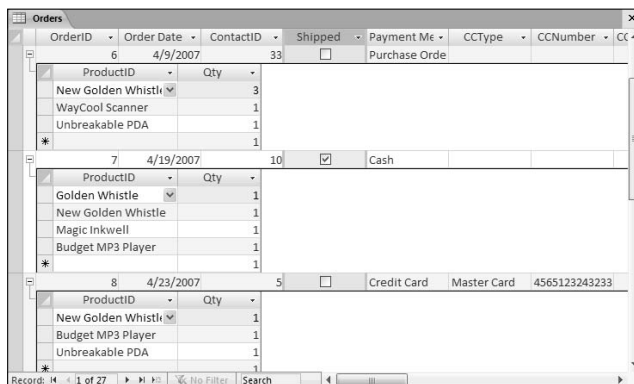 Orders
OrderID Order Date ContactID Shipped Payment Me CCType CCNumber CC
6 4/9/2007 33 Purchase Orde
ProductID Qty
New Golden Whistle 3
WayCool Scanner 1
Unbreakable PDA 1
* 1
7 4/19/2007 10 Cash
ProductID Qty
Golden Whistle 1
New Golden Whistle 1
Magic Inkwell 1
Budget MP3 Player 1
* 1
8 4/23/2007 5 Credit Card Master Card 4565123243233
ProductID Qty
New Golden Whistle 1
Budget MP3 Player 1
Unbreakable PDA 1
* 1
Record: 1 of 27 No Filter Search